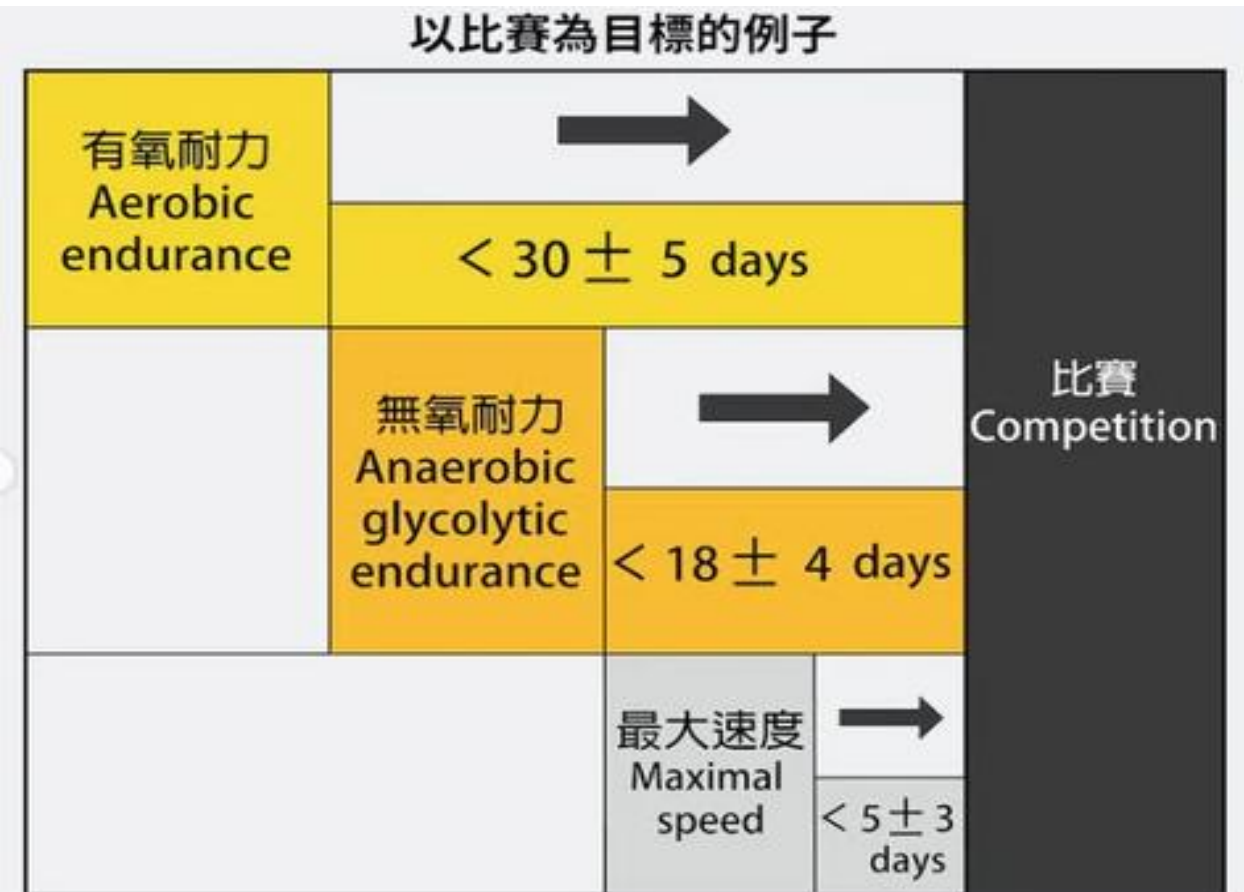 以比賽為目標的例子
有氧耐力
Aerobic
endurance
< 30 ± 5 days
無氧耐力
Anaerobic
glycolytic
endurance
< 18 ± 4 days
比賽
Competition
最大速度
Maximal
speed
< 5 ± 3
days